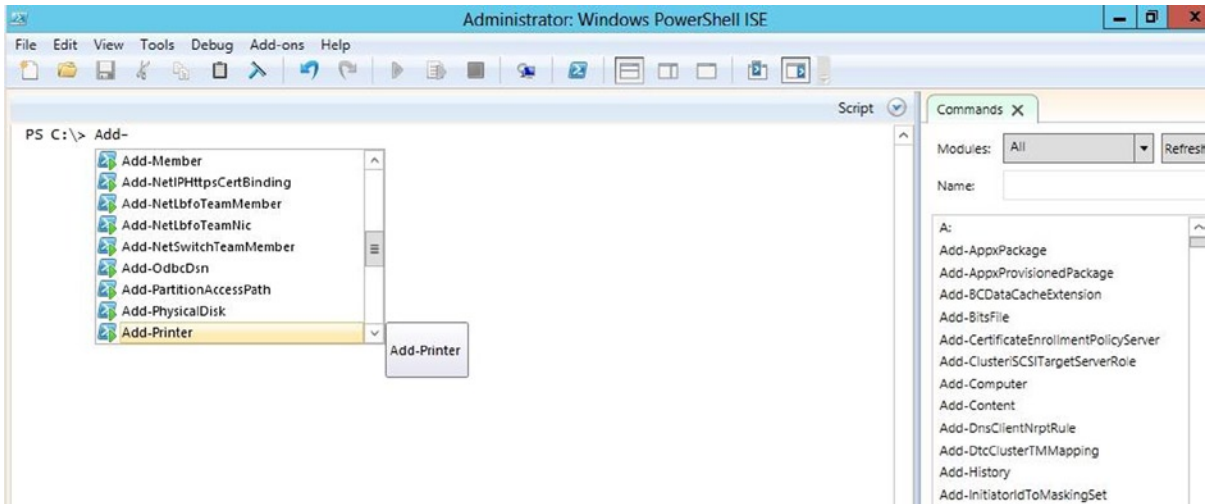 Administrator: Windows PowerShell ISE
File Edit View Tools Debug Add-ons Help
Script
PS C:\> Add-
Add-Member
Add-NetIPHttpsCertBinding
Add-NetLbfoTeamMember
Add-NetLbfoTeamNic
Add-NetSwitchTeamMember
Add-OdbcDsn
Add-PartitionAccessPath
Add-PhysicalDisk
Add-Printer
Add-Printer
Commands
Modules: All Refresh
Name:
A:
Add-AppxPackage
Add-AppxProvisionedPackage
Add-BCDataCacheExtension
Add-BitsFile
Add-CertificateEnrollmentPolicyServer
Add-ClusteriSCSITargetServerRole
Add-Computer
Add-Content
Add-DnsClientNrptRule
Add-DtcClusterTMMapping
Add-History
Add-InitiatorIdToMaskingSet